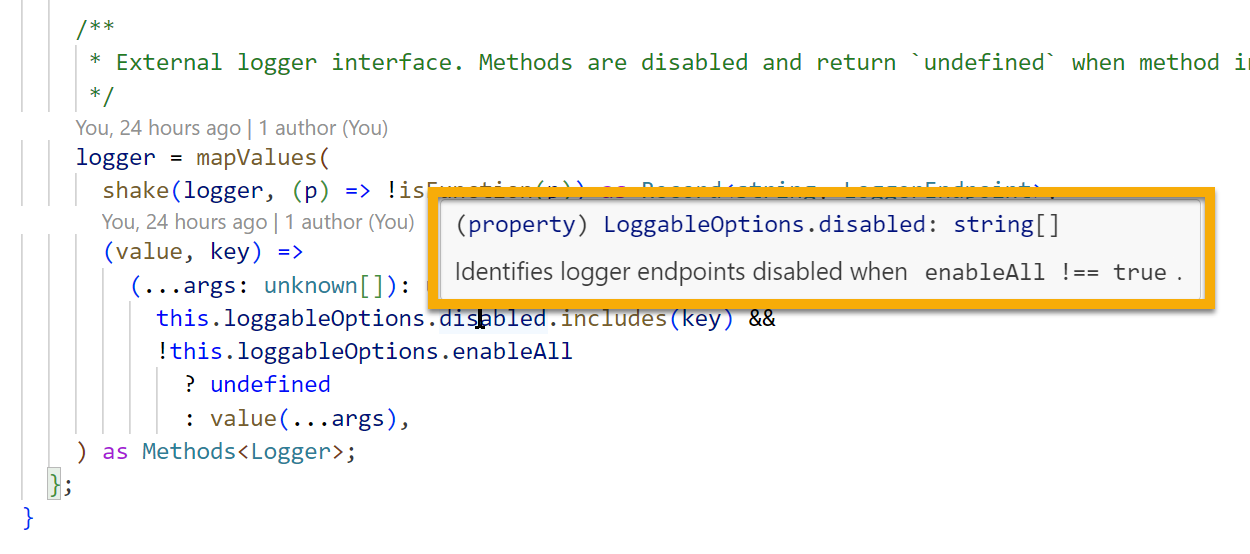 /**
* External logger interface. Methods are disabled and return `undefined` when method
*/
You, 24 hours ago | 1 author (You)
logger = mapValues(
shake(logger, (p) => !isFunction(p)) as Record<string, LoggerEndpoint>,
You, 24 hours ago | 1 author (You)
(property) LoggableOptions.disabled: string[]
(value, key) =>
Identifies logger endpoints disabled when enableAll !== true.
(...args: unknown[]):
this.loggableOptions.disabled.includes(key) &&
!this.loggableOptions.enableAll
? undefined
: value(...args),
) as Methods<Logger>;
};
}